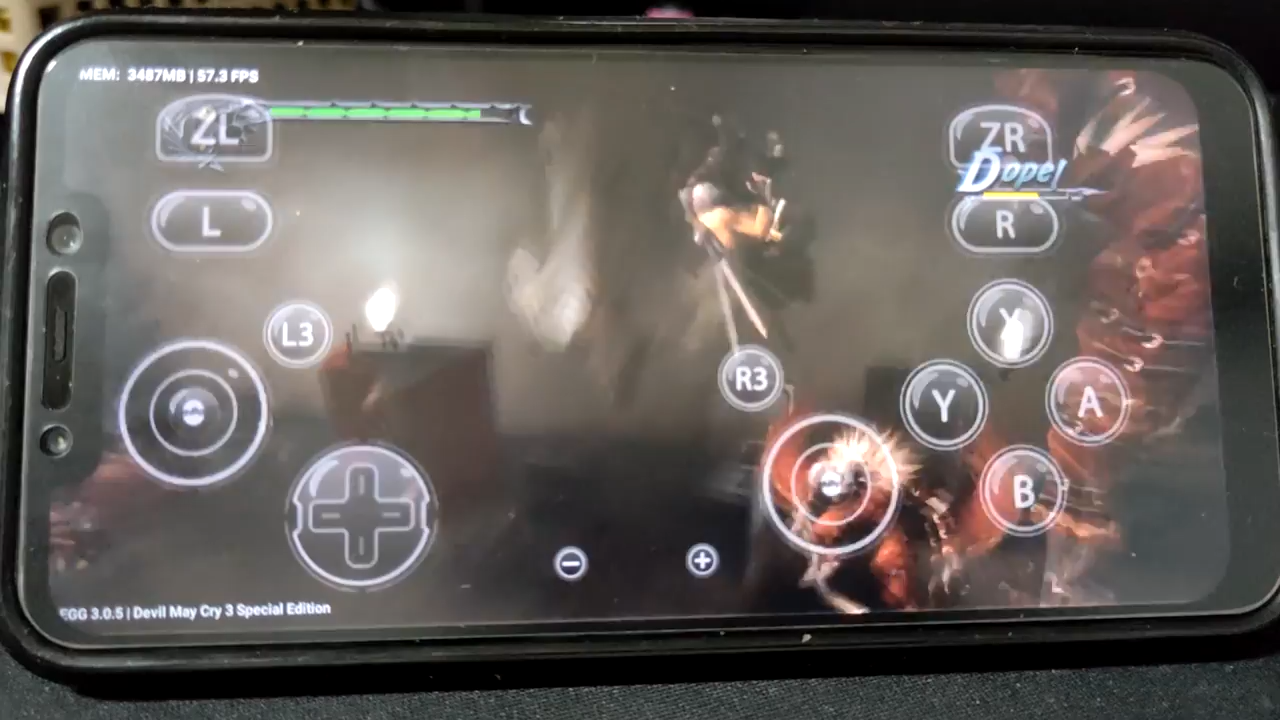 MEM: 3487MB | 57.3 FPS
ZL
ZR
Dope!
L
R
L3
X
R3
Y
A
B
EGG 3.0.5 | Devil May Cry 3 Special Edition